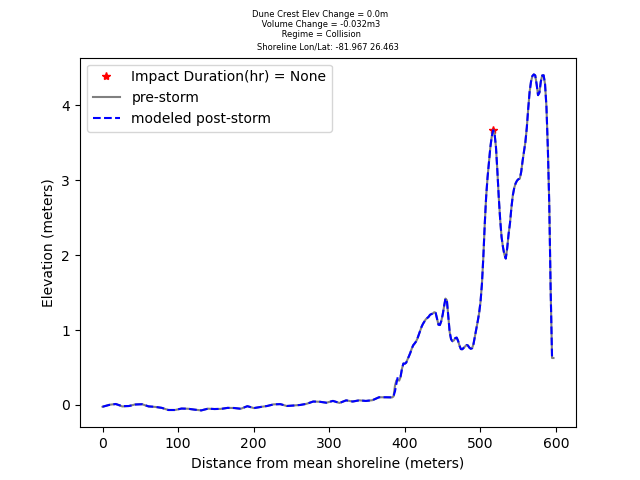 Dune Crest Elev Change = 0.0m
Volume Change = -0.032m3
Regime = Collision
Shoreline Lon/Lat: -81.967 26.463
Impact Duration(hr) = None
pre-storm
modeled post-storm
Elevation (meters)
4
3
2
1
0
0 100 200 300 400 500 600
Distance from mean shoreline (meters)